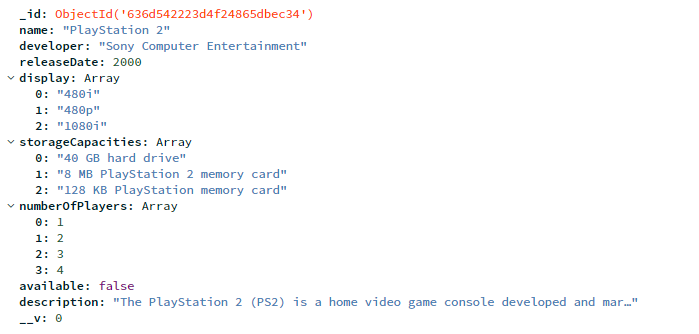 _id: ObjectId('636d542223d4f24865dbec34')
name: "PlayStation 2"
developer: "Sony Computer Entertainment"
releaseDate: 2000
display: Array
0: "480i"
1: "480p"
2: "1080i"
storageCapacities: Array
0: "40 GB hard drive"
1: "8 MB PlayStation 2 memory card"
2: "128 KB PlayStation memory card"
numberOfPlayers: Array
0: 1
1: 2
2: 3
3: 4
available: false
description: "The PlayStation 2 (PS2) is a home video game console developed and mar…"
__v: 0